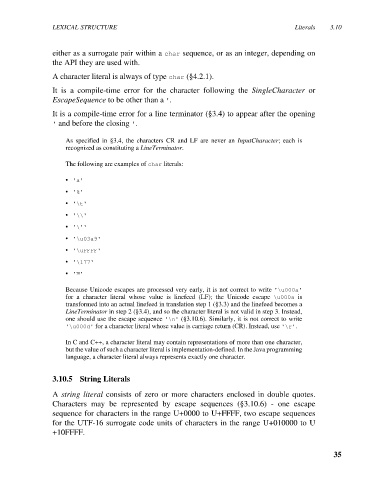 LEXICAL STRUCTURE Literals 3.10
either as a surrogate pair within a char sequence, or as an integer, depending on
the API they are used with.
A character literal is always of type char (§4.2.1).
It is a compile-time error for the character following the SingleCharacter or
EscapeSequence to be other than a '.
It is a compile-time error for a line terminator (§3.4) to appear after the opening
' and before the closing '.
As specified in §3.4, the characters CR and LF are never an InputCharacter; each is
recognized as constituting a LineTerminator.
The following are examples of char literals:
• 'a'
• '%'
• '\t'
• '\\'
• '\''
• '\u03a9'
• '\uFFFF'
• '\177'
• '™'
Because Unicode escapes are processed very early, it is not correct to write '\u000a'
for a character literal whose value is linefeed (LF); the Unicode escape \u000a is
transformed into an actual linefeed in translation step 1 (§3.3) and the linefeed becomes a
LineTerminator in step 2 (§3.4), and so the character literal is not valid in step 3. Instead,
one should use the escape sequence '\n' (§3.10.6). Similarly, it is not correct to write
'\u000d' for a character literal whose value is carriage return (CR). Instead, use '\r'.
In C and C++, a character literal may contain representations of more than one character,
but the value of such a character literal is implementation-defined. In the Java programming
language, a character literal always represents exactly one character.
3.10.5 String Literals
A string literal consists of zero or more characters enclosed in double quotes.
Characters may be represented by escape sequences (§3.10.6) - one escape
sequence for characters in the range U+0000 to U+FFFF, two escape sequences
for the UTF-16 surrogate code units of characters in the range U+010000 to U
+10FFFF.
35